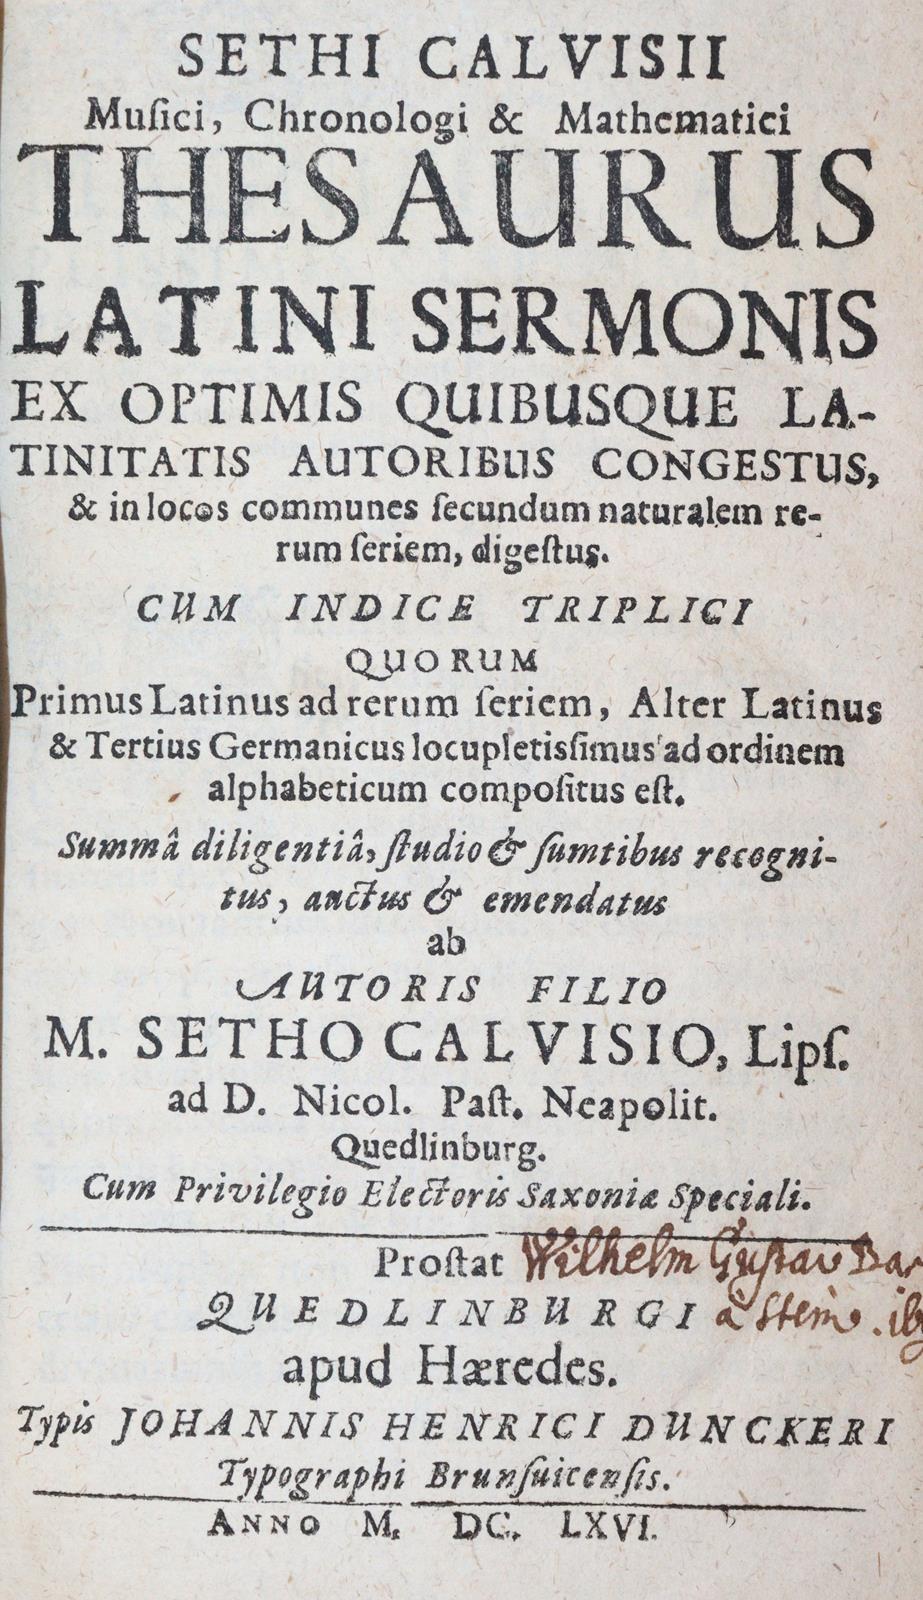 SETHI CALVISII
Muſici, Chronologi & Mathematici
THESAURUS
LATINI SERMONIS
EX OPTIMIS QUIBUSQUE LA-
TINITATIS AUTORIBUS CONGESTUS,
& in locos communes ſecundum naturalem re-
rum ſeriem, digeſtus.
CUM INDICE TRIPLICI
QUORUM
Primus Latinus ad rerum ſeriem, Alter Latinus
& Tertius Germanicus locupletisſimus ad ordinem
alphabeticum compoſitus eſt.
Summâ diligentiâ, ſtudio & ſumtibus recogni-
tus, auctus & emendatus
ab
AUTORIS FILIO
M. SETHO CALVISIO, Lipſ.
ad D. Nicol. Paſt. Neapolit.
Quedlinburg.
Cum Privilegio Electoris Saxoniæ Speciali.
Proſtat Wilhelm Guſtav
QUEDLINBURGI à Stein
apud Hæredes.
Typis JOHANNIS HENRICI DUNCKERI
Typographi Brunſuicenſis.
ANNO M. DC. LXVI.